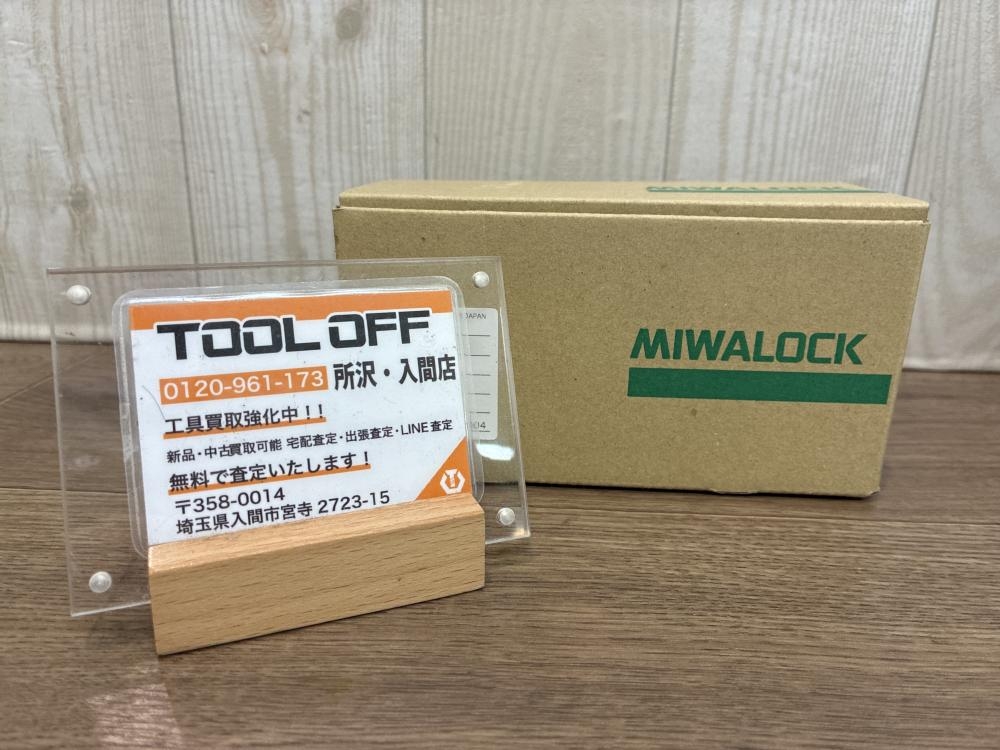 MIWALOCK
MIWALOCK
JAPAN
TOOL OFF
0120-961-173 所沢・入間店
工具買取強化中！！
新品・中古買取可能 宅配査定・出張査定・LINE査定
無料で査定いたします！
〒358-0014
埼玉県入間市宮寺 2723-15